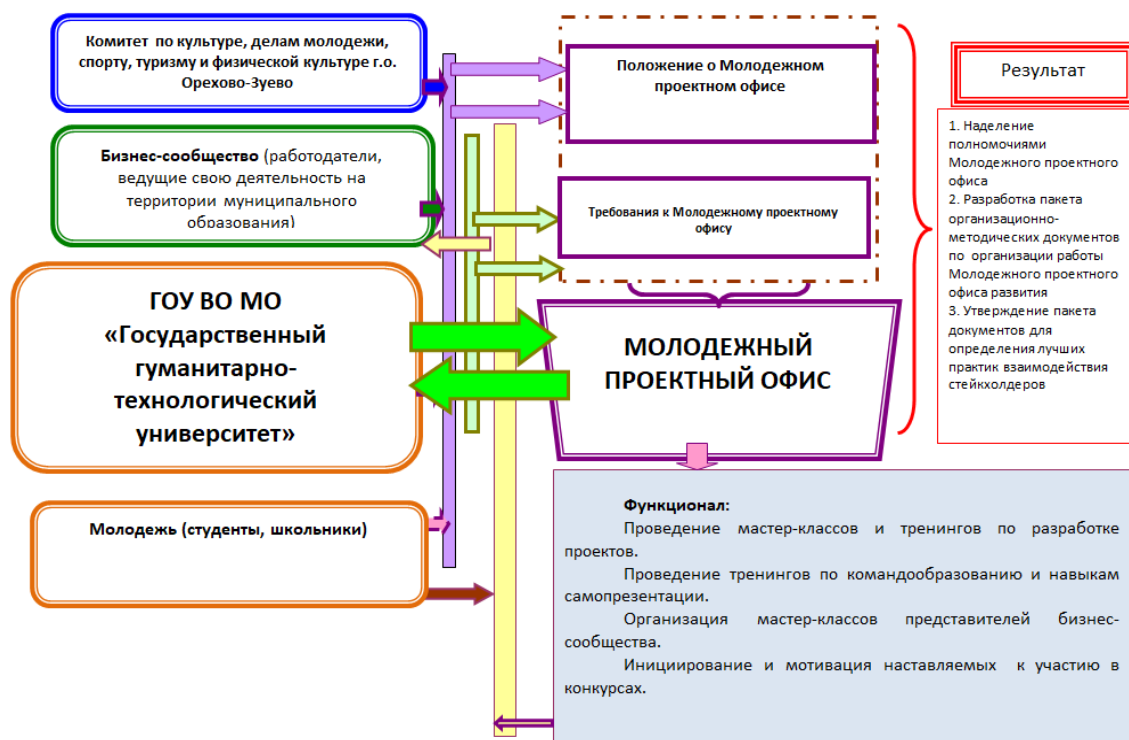 Комитет по культуре, делам молодежи,
спорту, туризму и физической культуре г.о.
Орехово-Зуево
Бизнес-сообщество (работодатели,
ведущие свою деятельность на
территории муниципального
образования)
ГОУ ВО МО
«Государственный
гуманитарно-
технологический
университет»
Молодежь (студенты, школьники)
Положение о Молодежном
проектном офисе
Требования к Молодежному проектному
офису
МОЛОДЕЖНЫЙ
ПРОЕКТНЫЙ ОФИС
Функционал:
Проведение мастер-классов и тренингов по разработке
проектов.
Проведение тренингов по командообразованию и навыкам
самопрезентации.
Организация мастер-классов представителей бизнес-
сообщества.
Инициирование и мотивация наставляемых к участию в
конкурсах.
Результат
1. Наделение
полномочиями
Молодежного проектного
офиса
2. Разработка пакета
организационно-
методических документов
по организации работы
Молодежного проектного
офиса развития
3. Утверждение пакета
документов для
определения лучших
практик взаимодействия
стейкхолдеров